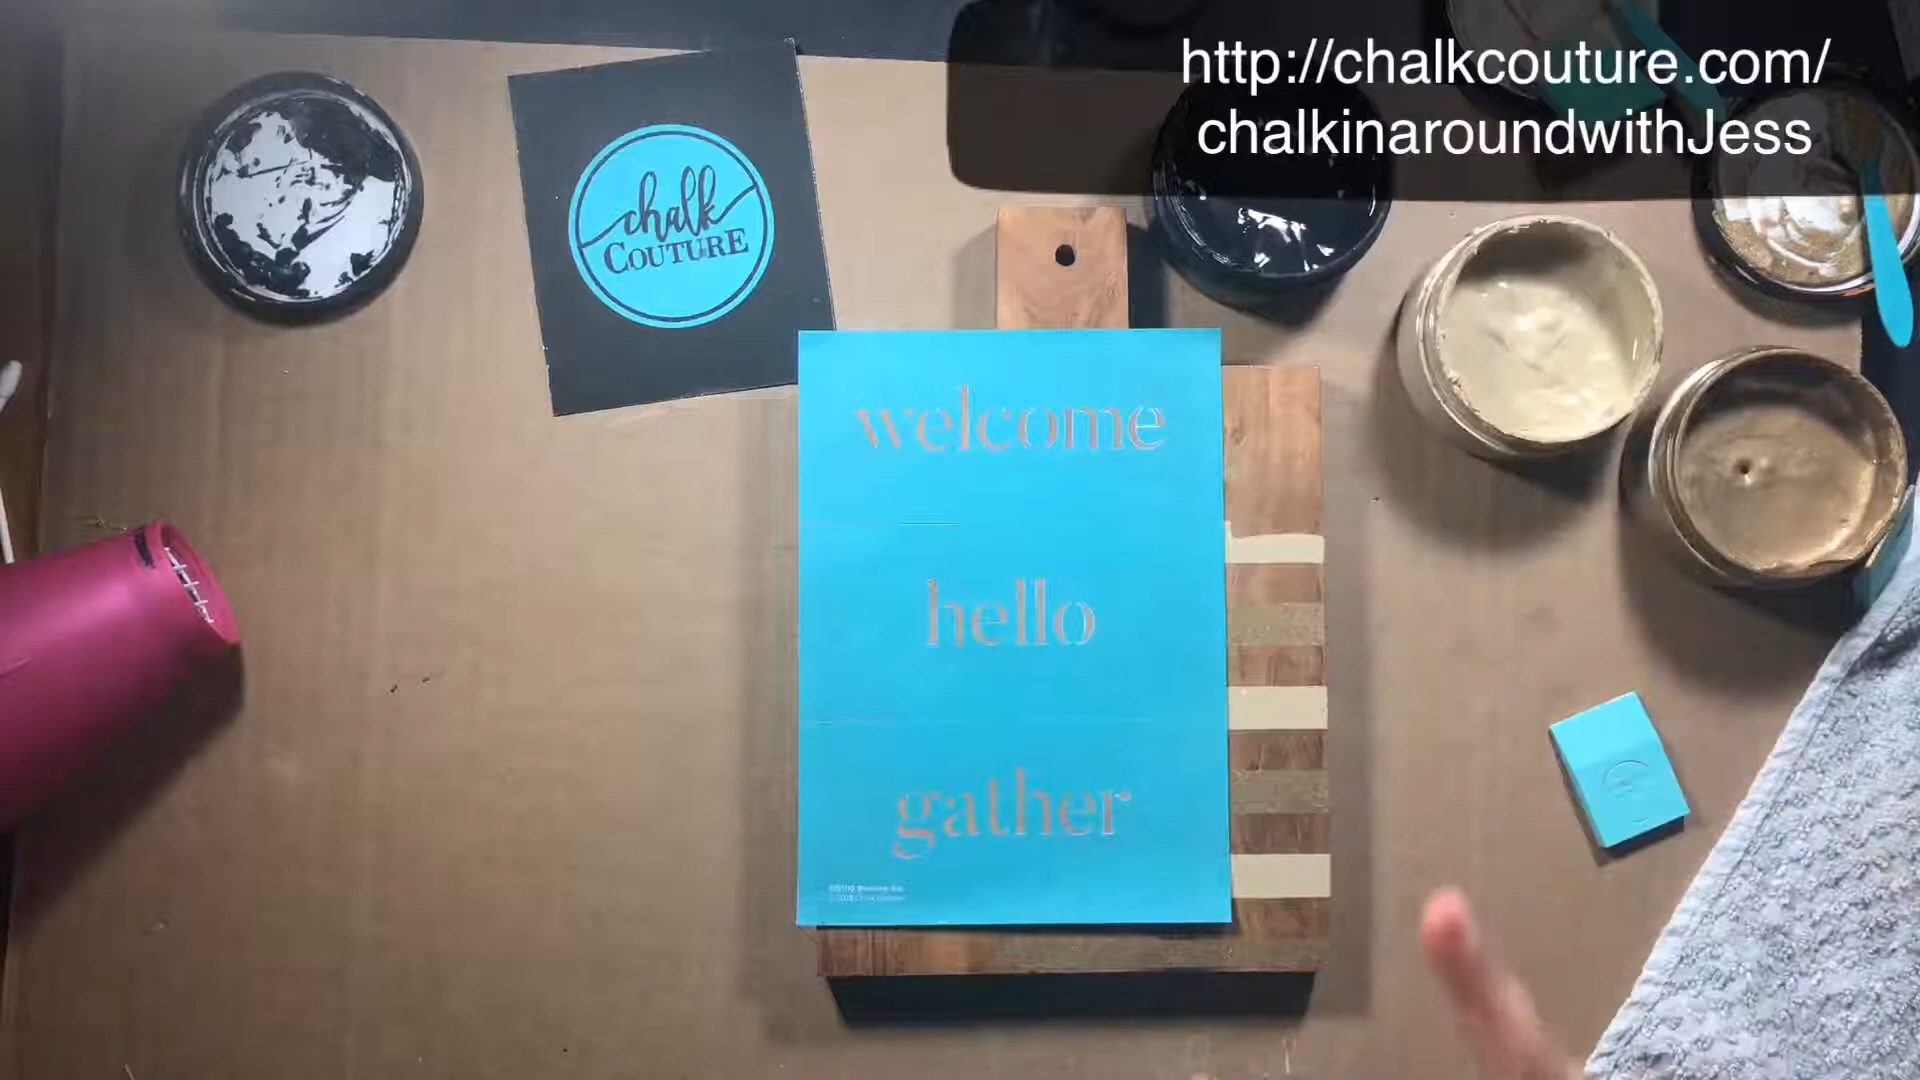 http://chalkcouture.com/
chalkinaroundwithJess
chalk
COUTURE
welcome
hello
gather